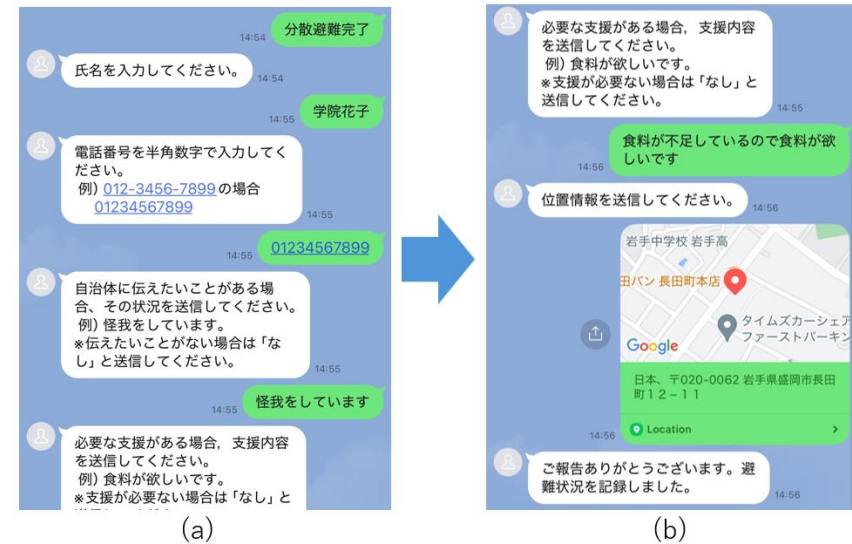 分散避難完了
14:54
氏名を入力してください。
14:54
学院花子
14:55
電話番号を半角数字で入力してく
ださい。
例) 012-3456-7899の場合
01234567899
14:55
01234567899
14:55
自治体に伝えたいことがある場
合、その状況を送信してください。
例) 怪我をしています。
※伝えたいことがない場合は「な
し」と送信してください。
14:55
怪我をしています
14:55
必要な支援がある場合，支援内容
を送信してください。
例) 食料が欲しいです。
※支援が必要ない場合は「なし」と
(a)
必要な支援がある場合，支援内容
を送信してください。
例) 食料が欲しいです。
※支援が必要ない場合は「なし」と
送信してください。
14:55
食料が不足しているので食料が欲
しいです
14:56
位置情報を送信してください。
14:56
岩手中学校 岩手高
田パン 長田町本店
タイムズカーシェア
ファーストパーキン
Google
日本、〒020-0062 岩手県盛岡市長田
町１２−１１
Location
14:56
ご報告ありがとうございます。避
難状況を記録しました。
14:56
(b)